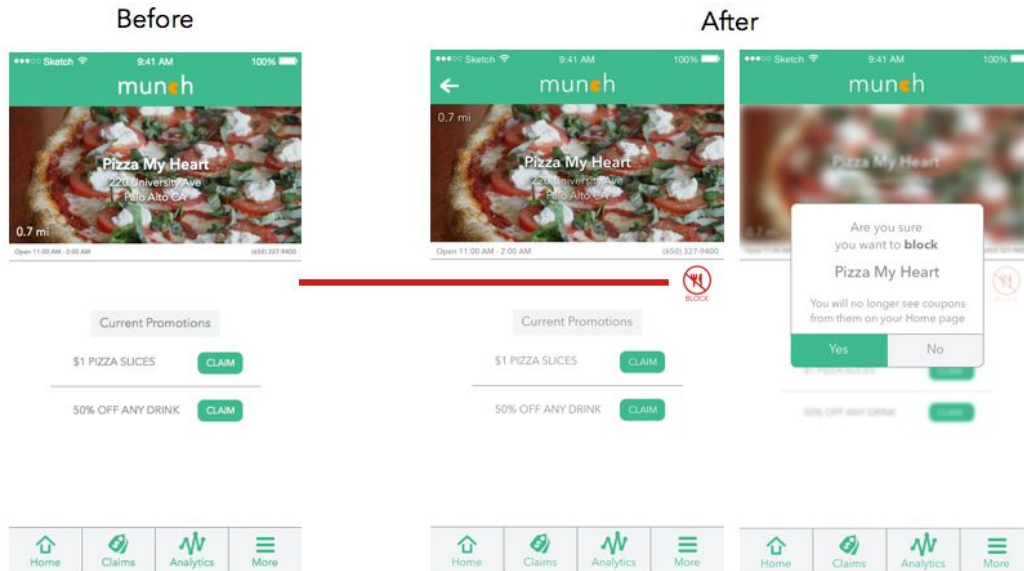 Before
After
●●●○○ Sketch 9:41 AM 100%
munch
Pizza My Heart
220 University Ave
Palo Alto CA
0.7 mi
Open 11:00 AM - 2:00 AM (650) 327-9400
Current Promotions
$1 PIZZA SLICES CLAIM
50% OFF ANY DRINK CLAIM
Home Claims Analytics More
●●●○○ Sketch 9:41 AM 100%
munch
0.7 mi
Pizza My Heart
220 University Ave
Palo Alto CA
Open 11:00 AM - 2:00 AM (650) 327-9400
BLOCK
Current Promotions
$1 PIZZA SLICES CLAIM
50% OFF ANY DRINK CLAIM
Home Claims Analytics More
●●●○○ Sketch 9:41 AM 100%
munch
Pizza My Heart
0.7 mi
Are you sure
you want to block
Pizza My Heart
You will no longer see coupons
from them on your Home page
Yes No
50% OFF ANY DRINK CLAIM
Home Claims Analytics More